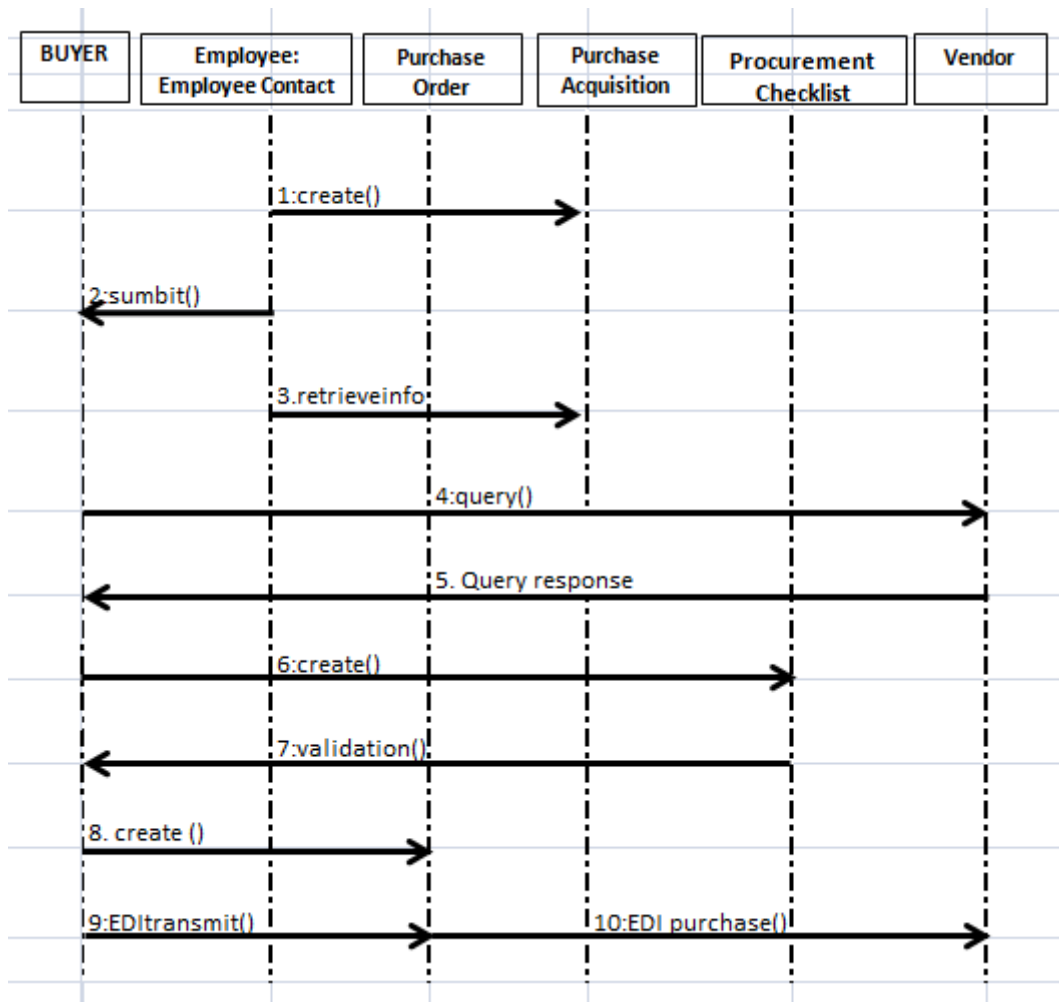 BUYER
Employee:
Employee Contact
Purchase
Order
Purchase
Acquisition
Procurement
Checklist
Vendor
1:create()
2:sumbit()
3.retrieveinfo
4:query()
5. Query response
6:create()
7:validation()
8. create ()
9:EDItransmit()
10:EDI purchase()